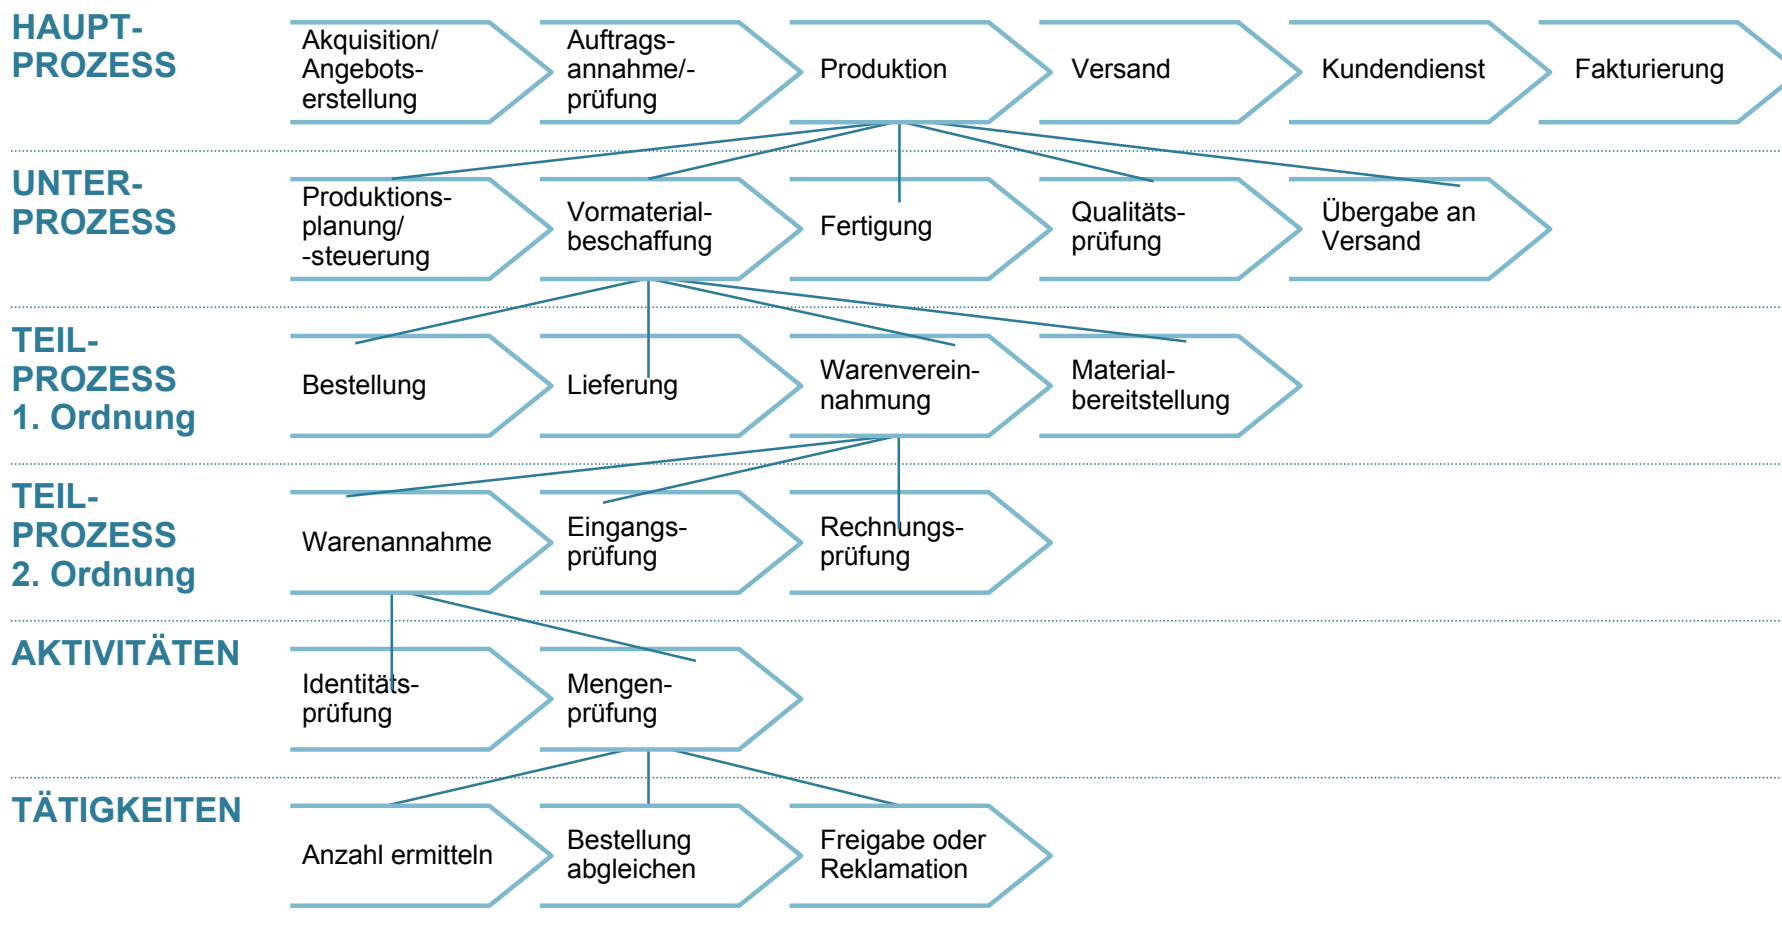 HAUPT-
PROZESS
Akquisition/
Angebots-
erstellung
Auftrags-
annahme/-
prüfung
Produktion
Versand
Kundendienst
Fakturierung
UNTER-
PROZESS
Produktions-
planung/
-steuerung
Vormaterial-
beschaffung
Fertigung
Qualitäts-
prüfung
Übergabe an
Versand
TEIL-
PROZESS
1. Ordnung
Bestellung
Lieferung
Warenverein-
nahmung
Material-
bereitstellung
TEIL-
PROZESS
2. Ordnung
Warenannahme
Eingangs-
prüfung
Rechnungs-
prüfung
AKTIVITÄTEN
Identitäts-
prüfung
Mengen-
prüfung
TÄTIGKEITEN
Anzahl ermitteln
Bestellung
abgleichen
Freigabe oder
Reklamation